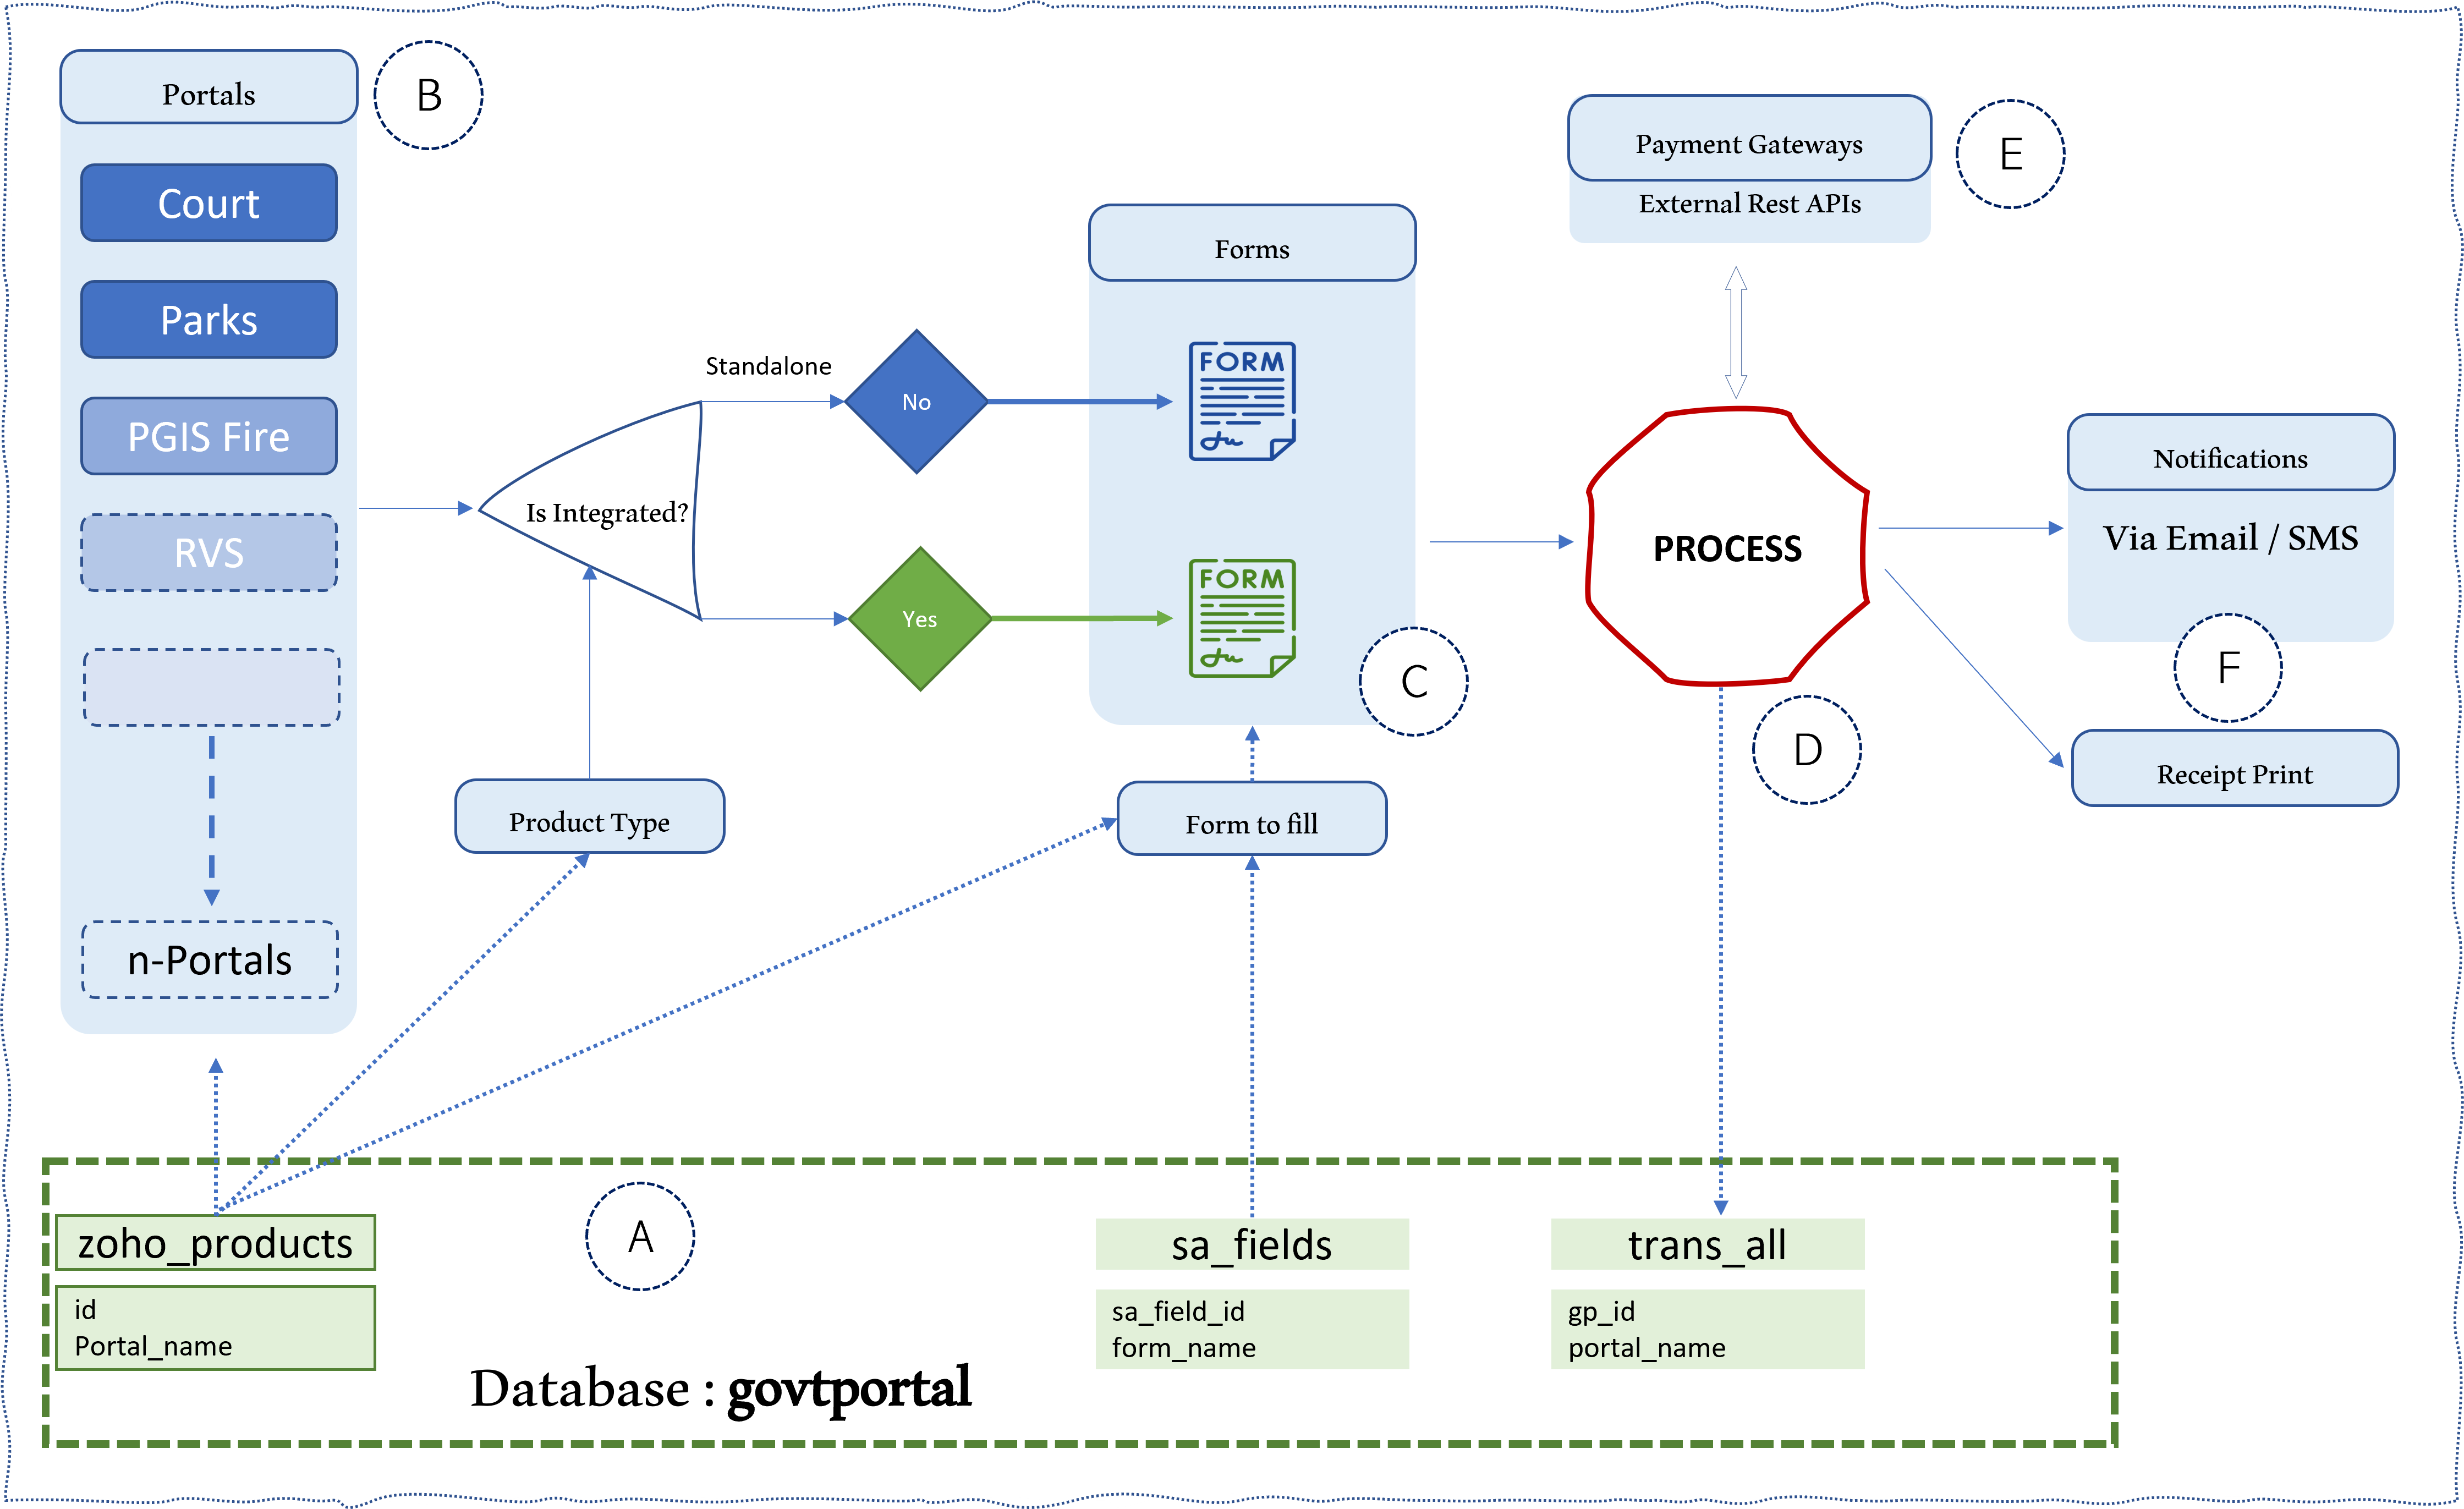 Portals
B
Court
Parks
PGIS Fire
RVS
n-Portals
Is Integrated?
Standalone
No
Yes
Product Type
Forms
FORM
FORM
C
Form to fill
Payment Gateways
External Rest APIs
E
PROCESS
D
Notifications
Via Email / SMS
F
Receipt Print
A
zoho_products
id
Portal_name
Database : govtportal
sa_fields
sa_field_id
form_name
trans_all
gp_id
portal_name